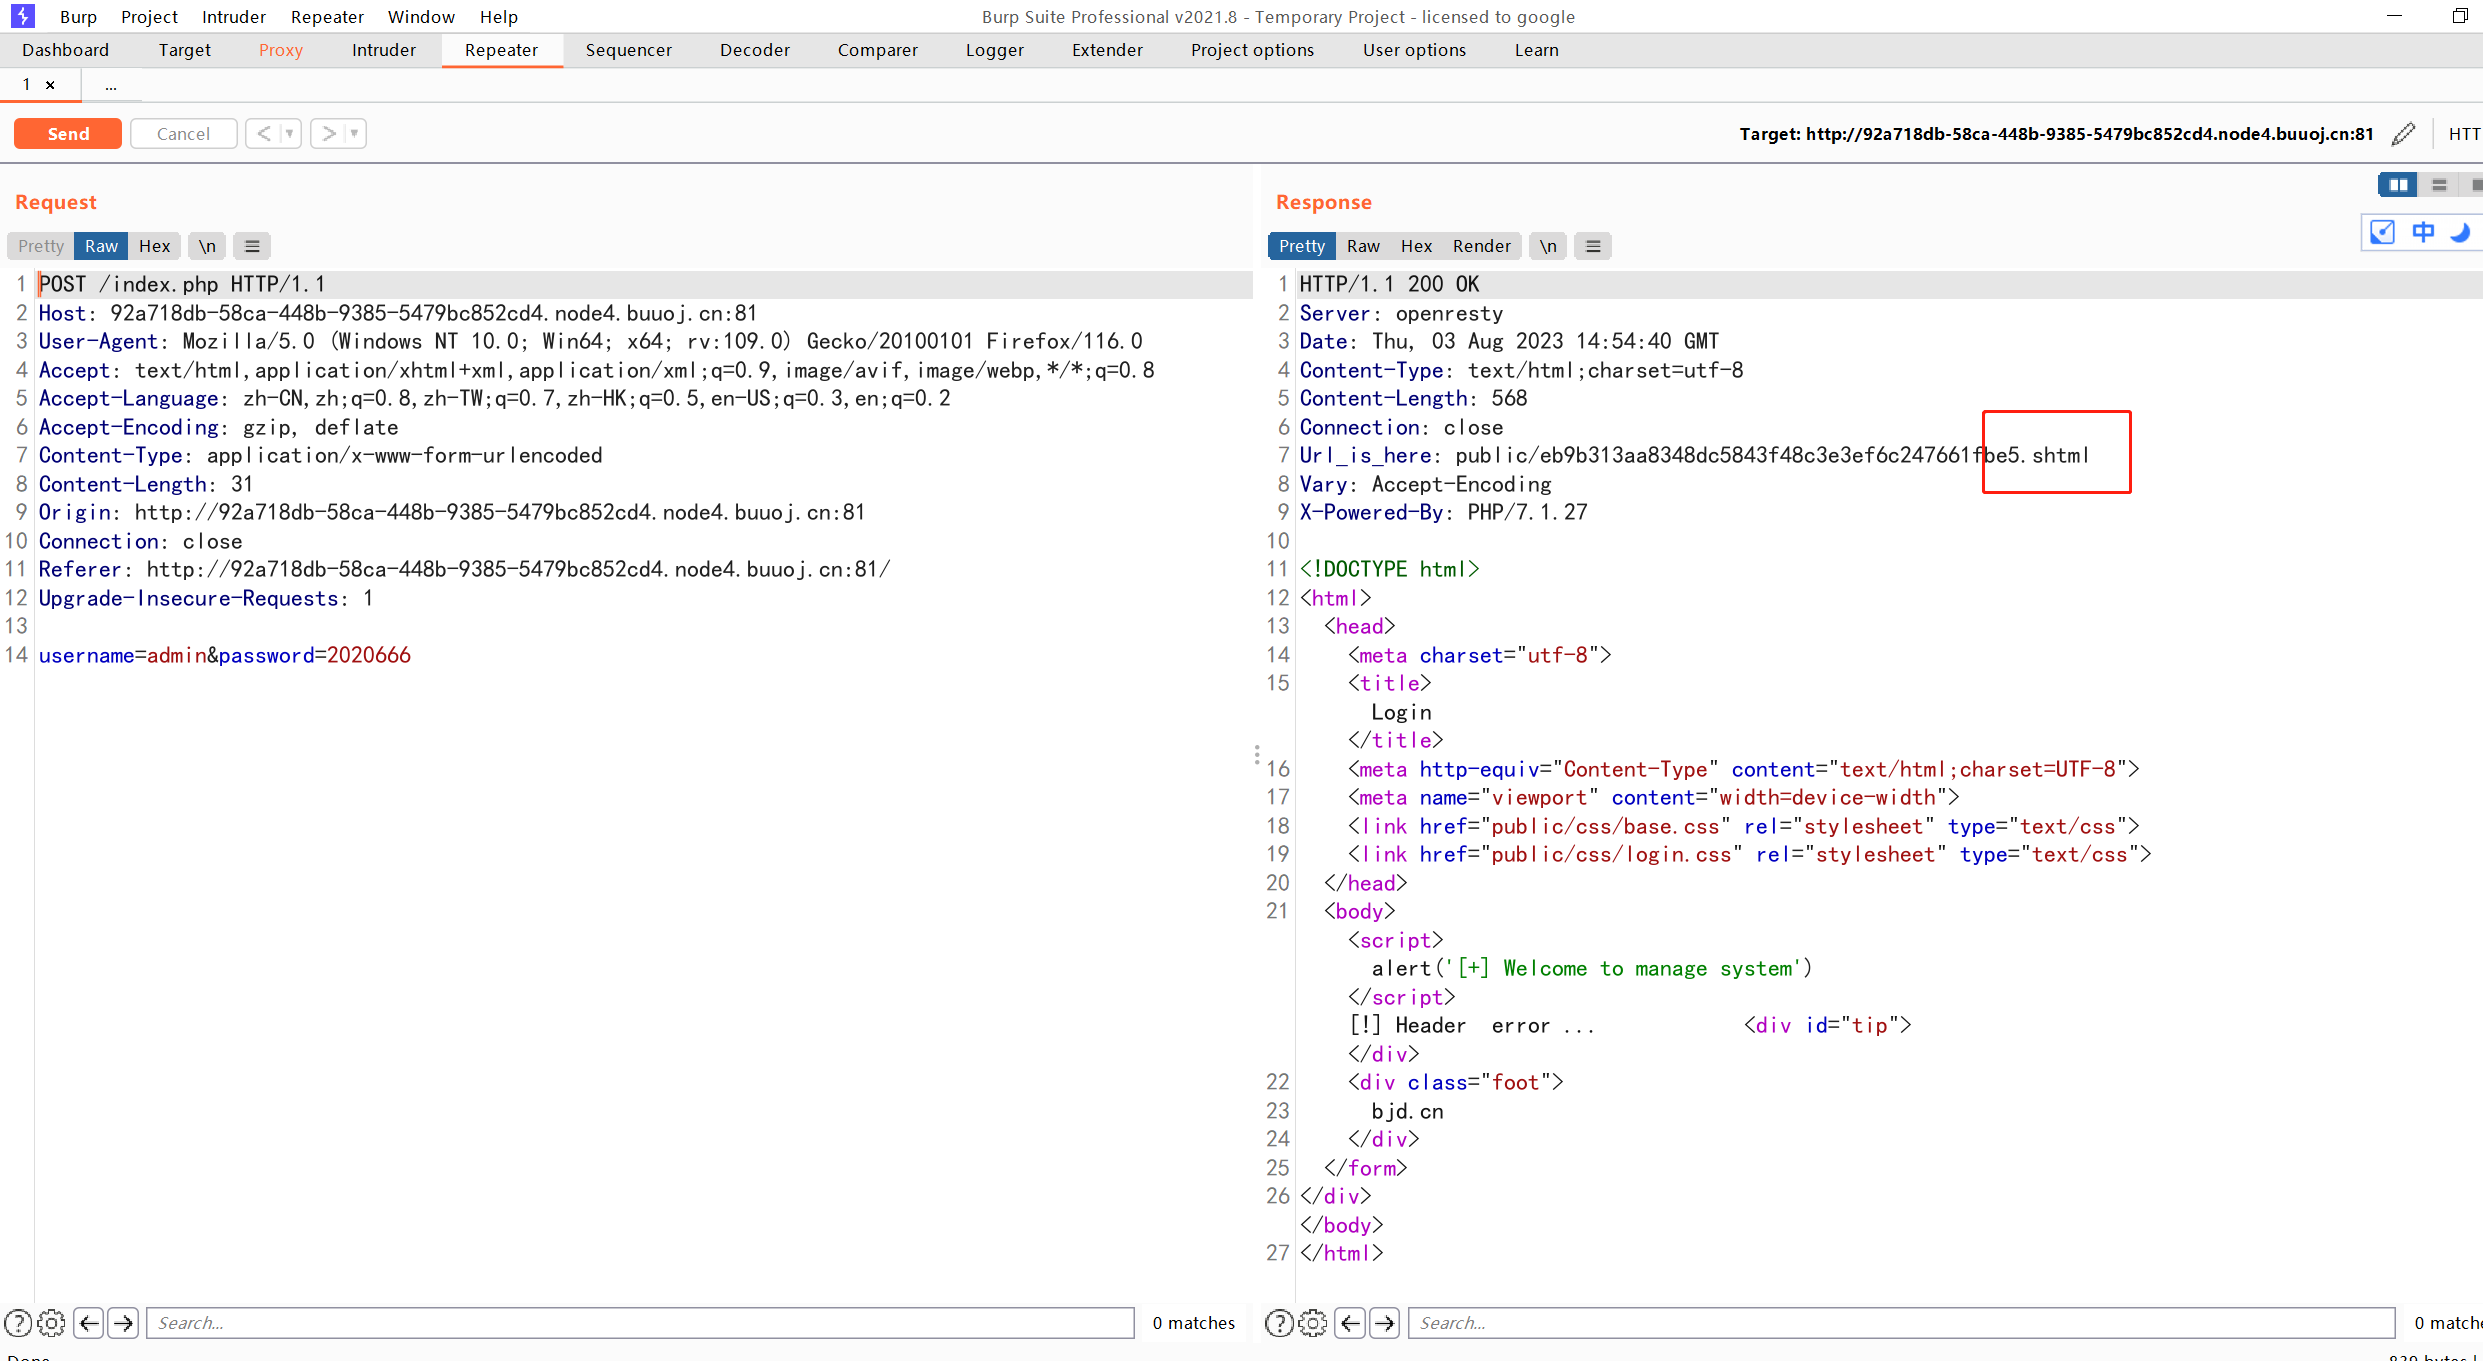 Burp Project Intruder Repeater Window Help
Burp Suite Professional v2021.8 - Temporary Project - licensed to google
Dashboard Target Proxy Intruder Repeater Sequencer Decoder Comparer Logger Extender Project options User options Learn
1 × ...
Send Cancel < ▼ > ▼
Target: http://92a718db-58ca-448b-9385-5479bc852cd4.node4.buuoj.cn:81
HTT
Request
Pretty Raw Hex \n ≡
1 POST /index.php HTTP/1.1
2 Host: 92a718db-58ca-448b-9385-5479bc852cd4.node4.buuoj.cn:81
3 User-Agent: Mozilla/5.0 (Windows NT 10.0; Win64; x64; rv:109.0) Gecko/20100101 Firefox/116.0
4 Accept: text/html,application/xhtml+xml,application/xml;q=0.9,image/avif,image/webp,*/*;q=0.8
5 Accept-Language: zh-CN,zh;q=0.8,zh-TW;q=0.7,zh-HK;q=0.5,en-US;q=0.3,en;q=0.2
6 Accept-Encoding: gzip, deflate
7 Content-Type: application/x-www-form-urlencoded
8 Content-Length: 31
9 Origin: http://92a718db-58ca-448b-9385-5479bc852cd4.node4.buuoj.cn:81
10 Connection: close
11 Referer: http://92a718db-58ca-448b-9385-5479bc852cd4.node4.buuoj.cn:81/
12 Upgrade-Insecure-Requests: 1
13
14 username=admin&password=2020666
Search...
0 matches
Response
Pretty Raw Hex Render \n ≡
中
1 HTTP/1.1 200 OK
2 Server: openresty
3 Date: Thu, 03 Aug 2023 14:54:40 GMT
4 Content-Type: text/html;charset=utf-8
5 Content-Length: 568
6 Connection: close
7 Url_is_here: public/eb9b313aa8348dc5843f48c3e3ef6c247661fbe5.shtml
8 Vary: Accept-Encoding
9 X-Powered-By: PHP/7.1.27
10
11 <!DOCTYPE html>
12 <html>
13 <head>
14 <meta charset="utf-8">
15 <title>
Login
</title>
16 <meta http-equiv="Content-Type" content="text/html;charset=UTF-8">
17 <meta name="viewport" content="width=device-width">
18 <link href="public/css/base.css" rel="stylesheet" type="text/css">
19 <link href="public/css/login.css" rel="stylesheet" type="text/css">
20 </head>
21 <body>
<script>
alert('[+] Welcome to manage system')
</script>
[!] Header  error ... <div id="tip">
</div>
22 <div class="foot">
23 bjd.cn
24 </div>
25 </form>
26 </div>
</body>
27 </html>
Search...
0 matche